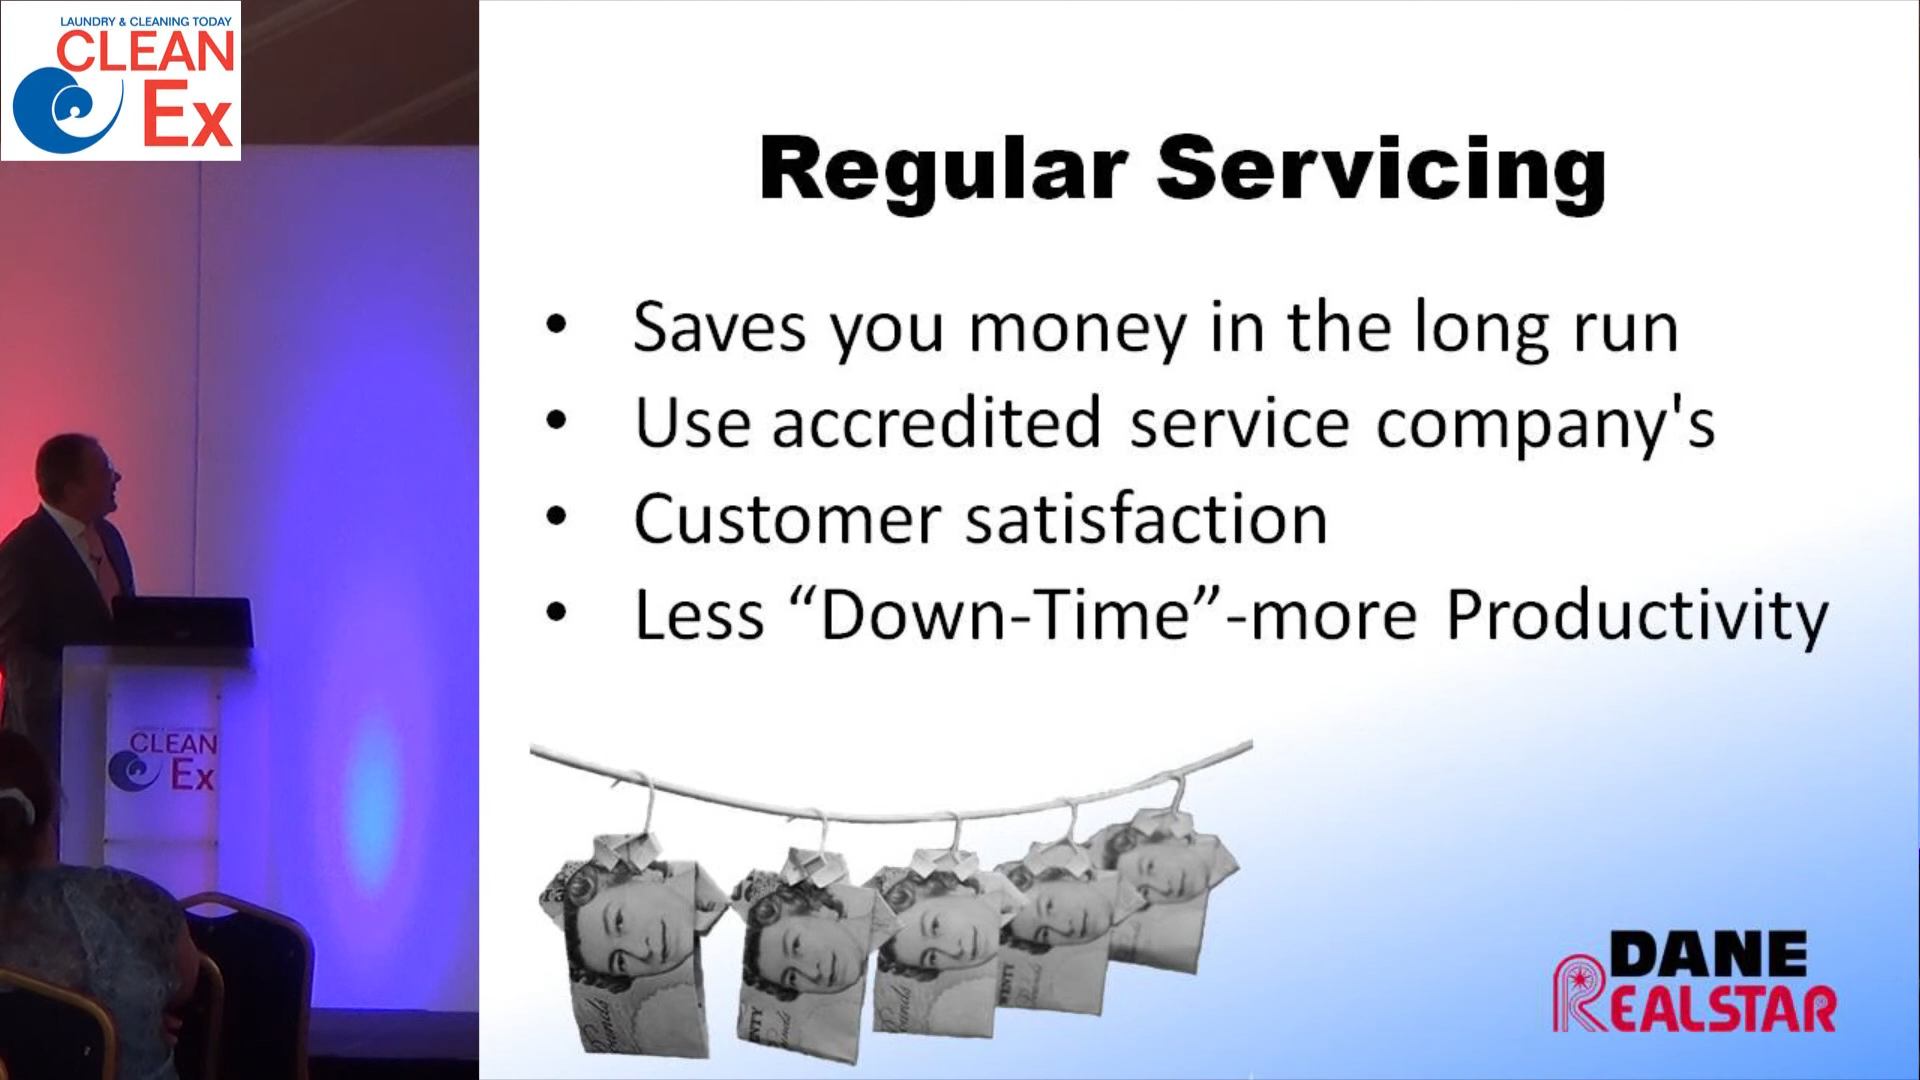 LAUNDRY & CLEANING TODAY
CLEAN
Ex
Regular Servicing
• Saves you money in the long run
• Use accredited service company's
• Customer satisfaction
• Less “Down-Time”-more Productivity
CLEAN
Ex
DANE
REALSTAR